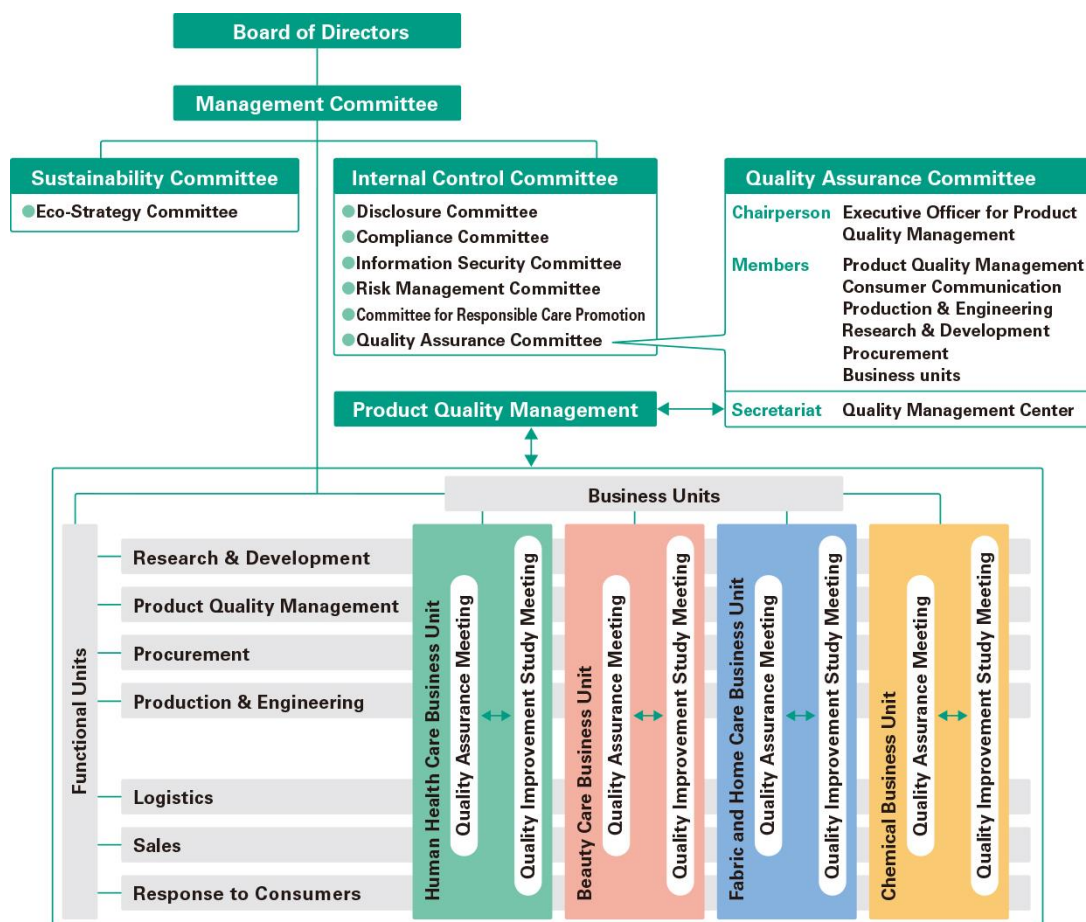 Board of Directors
Management Committee
Sustainability Committee
Eco-Strategy Committee
Internal Control Committee
Disclosure Committee
Compliance Committee
Information Security Committee
Risk Management Committee
Committee for Responsible Care Promotion
Quality Assurance Committee
Quality Assurance Committee
Chairperson Executive Officer for Product
Quality Management
Members Product Quality Management
Consumer Communication
Production & Engineering
Research & Development
Procurement
Business units
Secretariat Quality Management Center
Product Quality Management
Business Units
Functional Units
Research & Development
Product Quality Management
Procurement
Production & Engineering
Logistics
Sales
Response to Consumers
Human Health Care Business Unit
Quality Assurance Meeting
Quality Improvement Study Meeting
Beauty Care Business Unit
Quality Assurance Meeting
Quality Improvement Study Meeting
Fabric and Home Care Business Unit
Quality Assurance Meeting
Quality Improvement Study Meeting
Chemical Business Unit
Quality Assurance Meeting
Quality Improvement Study Meeting